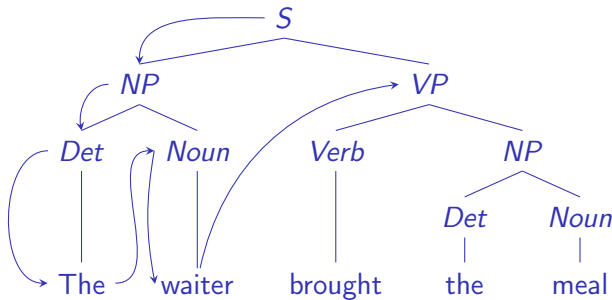 S
NP VP
Det Noun Verb NP
Det Noun
The waiter brought the meal